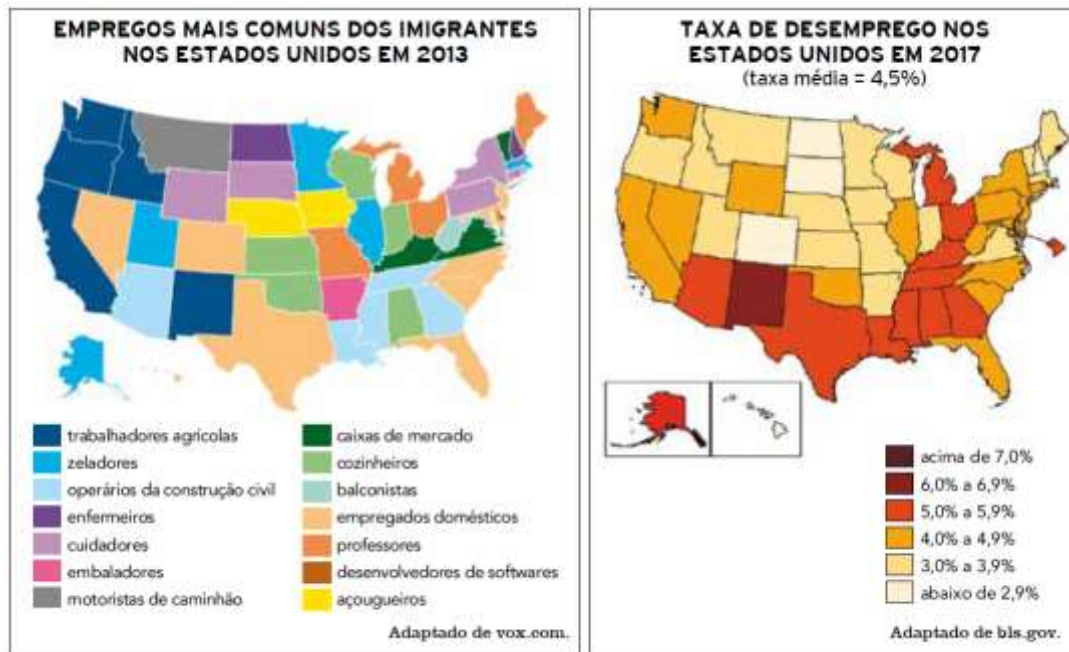 EMPREGOS MAIS COMUNS DOS IMIGRANTES
NOS ESTADOS UNIDOS EM 2013
trabalhadores agrícolas
zeladores
operários da construção civil
enfermeiros
cuidadores
embaladores
motoristas de caminhão
caixas de mercado
cozinheiros
balconistas
empregados domésticos
professores
desenvolvedores de softwares
açougueiros
Adaptado de vox.com.
TAXA DE DESEMPREGO NOS
ESTADOS UNIDOS EM 2017
(taxa média = 4,5%)
acima de 7,0%
6,0% a 6,9%
5,0% a 5,9%
4,0% a 4,9%
3,0% a 3,9%
abaixo de 2,9%
Adaptado de bls.gov.